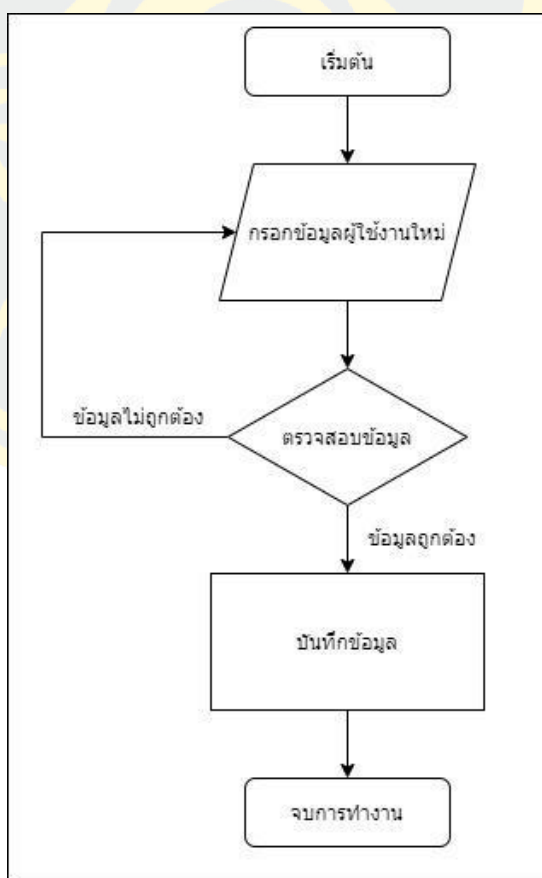 เริ่มต้น
กรอกข้อมูลผู้ใช้งานใหม่
ข้อมูลไม่ถูกต้อง
ตรวจสอบข้อมูล
ข้อมูลถูกต้อง
บันทึกข้อมูล
จบการทำงาน